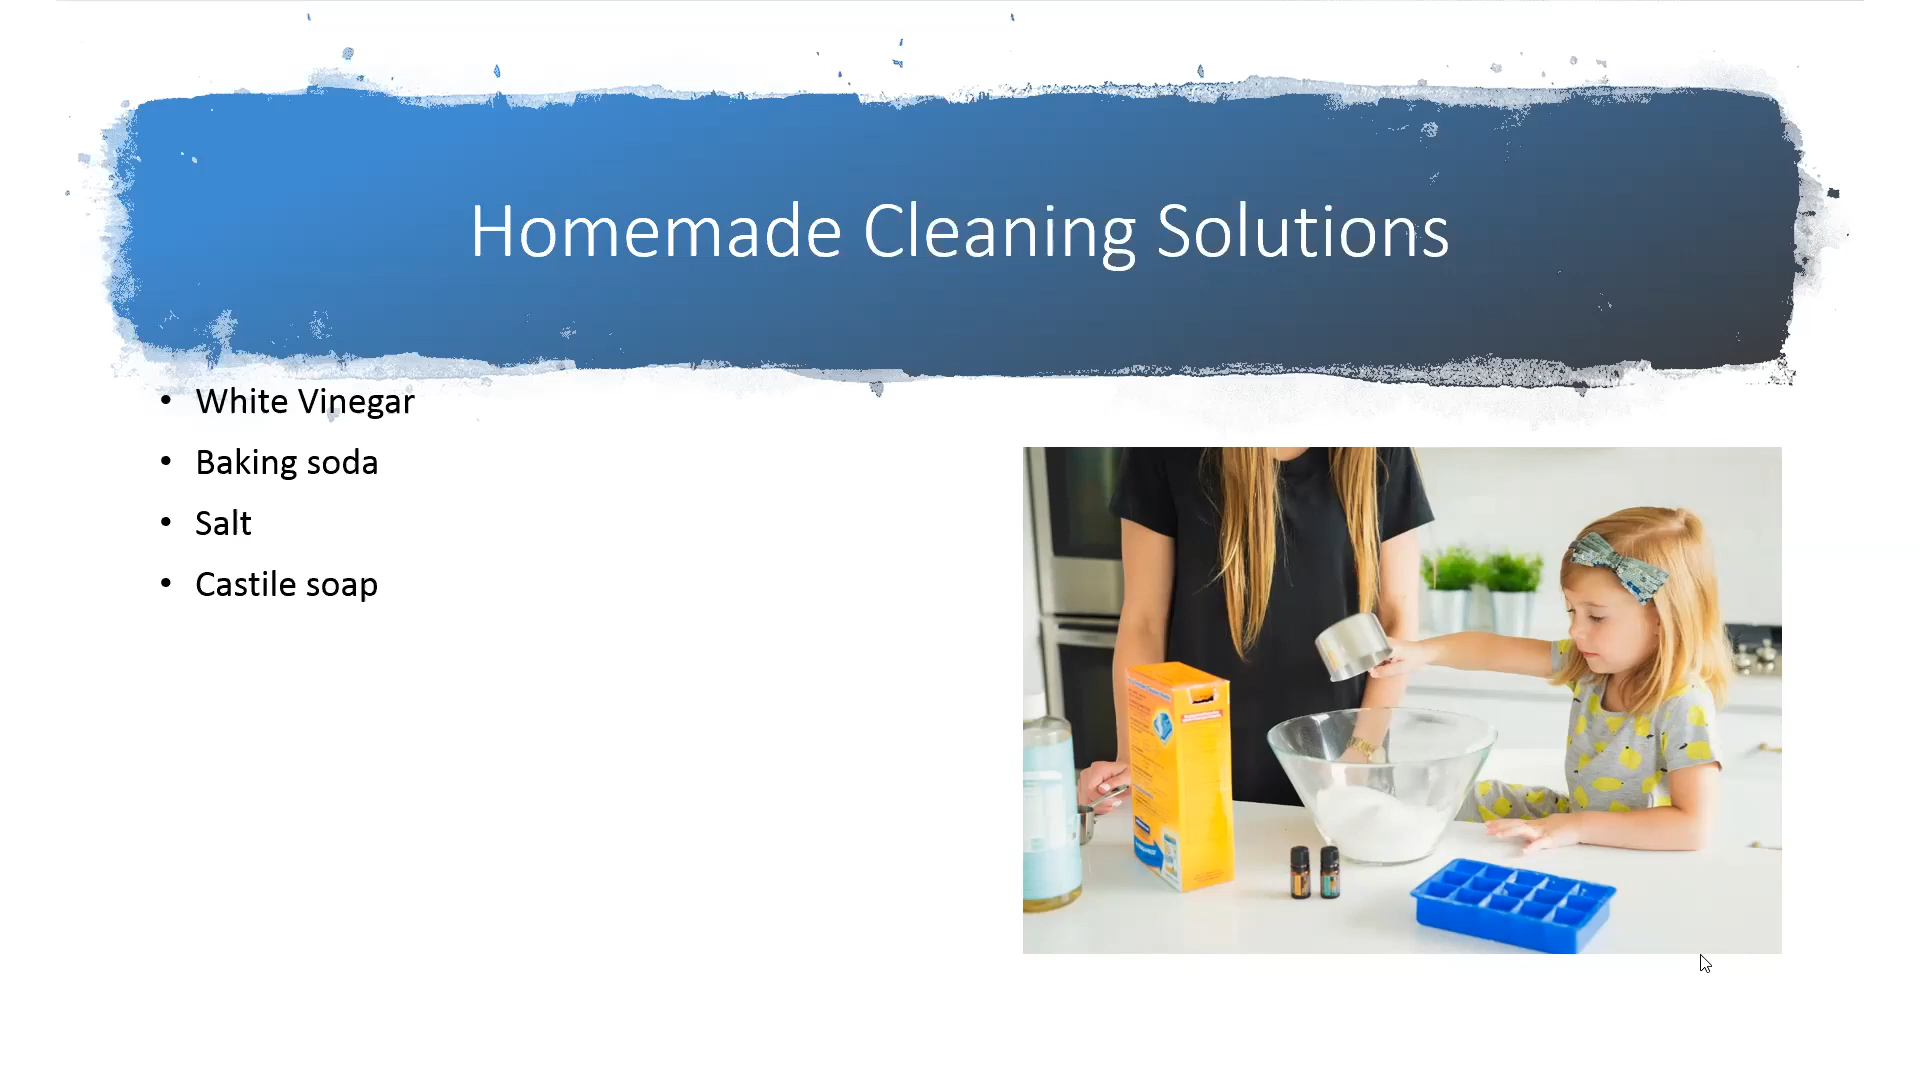 Homemade Cleaning Solutions
• White Vinegar
• Baking soda
• Salt
• Castile soap